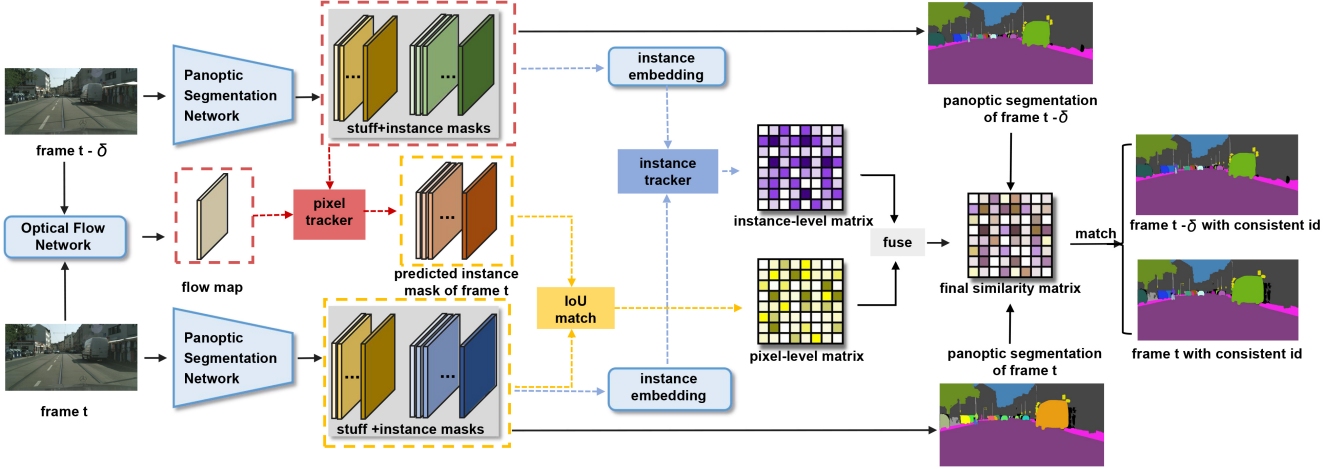 Panoptic
Segmentation
Network
frame t - δ
...
...
stuff+instance masks
instance
embedding
panoptic segmentation
of frame t -δ
Optical Flow
Network
flow map
pixel
tracker
...
predicted instance
mask of frame t
instance
tracker
instance-level matrix
fuse
final similarity matrix
match
frame t -δ with consistent id
IoU
match
pixel-level matrix
frame t with consistent id
Panoptic
Segmentation
Network
frame t
...
...
stuff +instance masks
instance
embedding
panoptic segmentation
of frame t